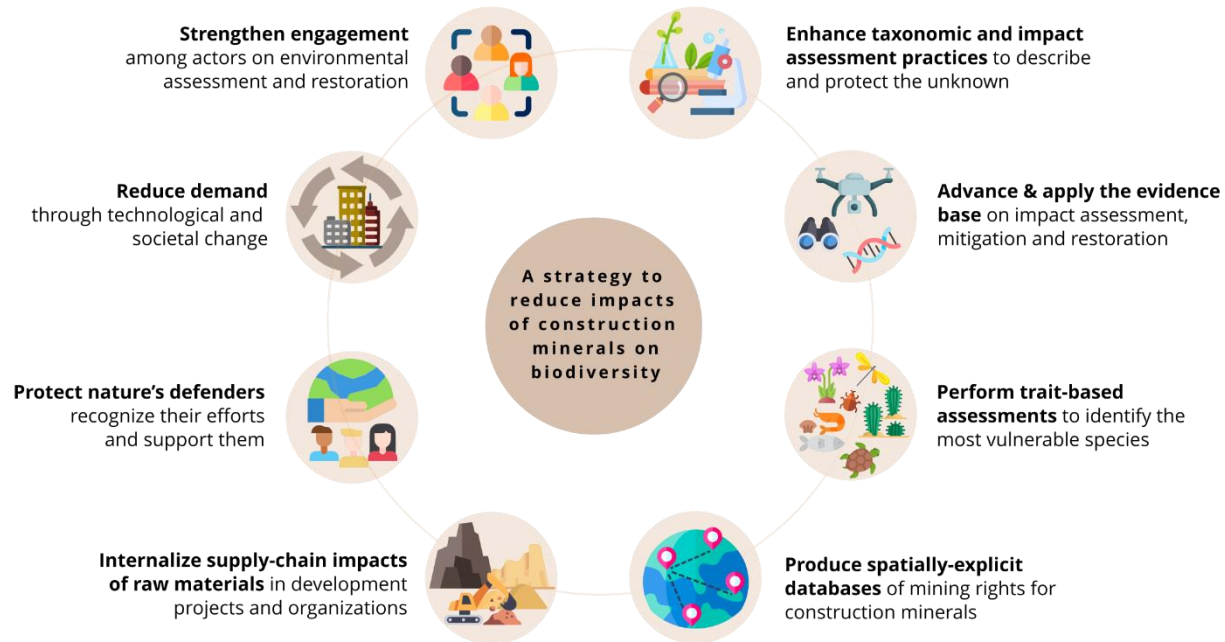 Strengthen engagement
among actors on environmental
assessment and restoration
Enhance taxonomic and impact
assessment practices to describe
and protect the unknown
Reduce demand
through technological and
societal change
Advance & apply the evidence
base on impact assessment,
mitigation and restoration
A strategy to
reduce impacts
of construction
minerals on
biodiversity
Protect nature’s defenders
recognize their efforts
and support them
Perform trait-based
assessments to identify the
most vulnerable species
Internalize supply-chain impacts
of raw materials in development
projects and organizations
Produce spatially-explicit
databases of mining rights for
construction minerals